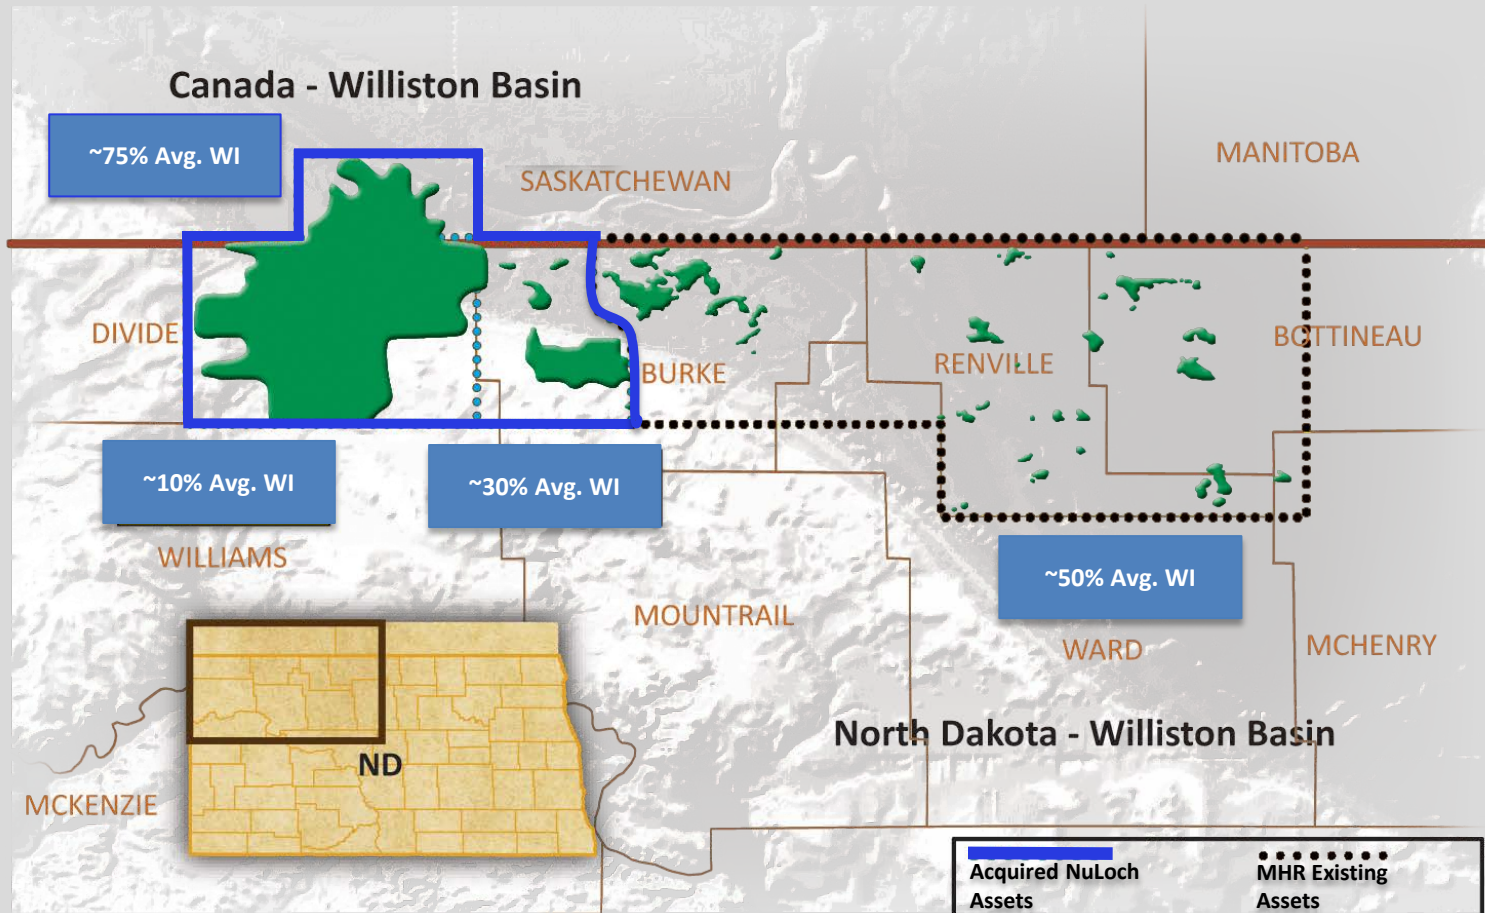 Canada - Williston Basin
~75% Avg. WI
MANITOBA
SASKATCHEWAN
DIVIDE
BOTTINEAU
RENVILLE
BURKE
~10% Avg. WI
~30% Avg. WI
WILLIAMS
~50% Avg. WI
MOUNTRAIL
WARD
MCHENRY
North Dakota - Williston Basin
ND
MCKENZIE
Acquired NuLoch
Assets
MHR Existing
Assets